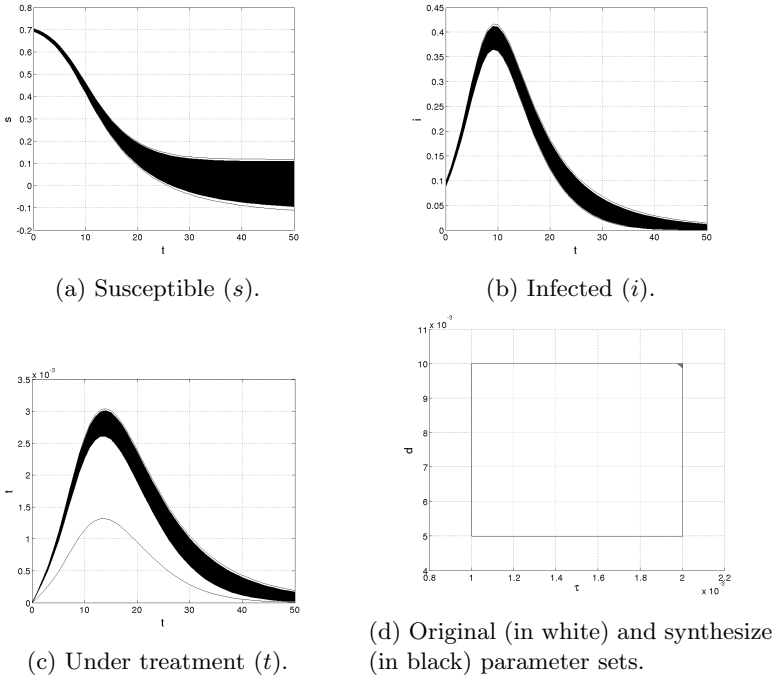 0.8
0.7
0.6
0.5
0.4
0.3
0.2
0.1
0
-0.1
-0.2
s
0 10 20 30 40 50
t
(a) Susceptible (s).
0.45
0.4
0.35
0.3
0.25
0.2
0.15
0.1
0.05
0
i
0 10 20 30 40 50
t
(b) Infected (i).
x 10⁻³
3.5
3
2.5
2
1.5
1
0.5
0
t
0 10 20 30 40 50
t
(c) Under treatment (t).
x 10⁻³
11
10
9
8
7
6
5
4
d
0.8 1 1.2 1.4 1.6 1.8 2 2.2
τ
x 10⁻³
(d) Original (in white) and synthesize
(in black) parameter sets.